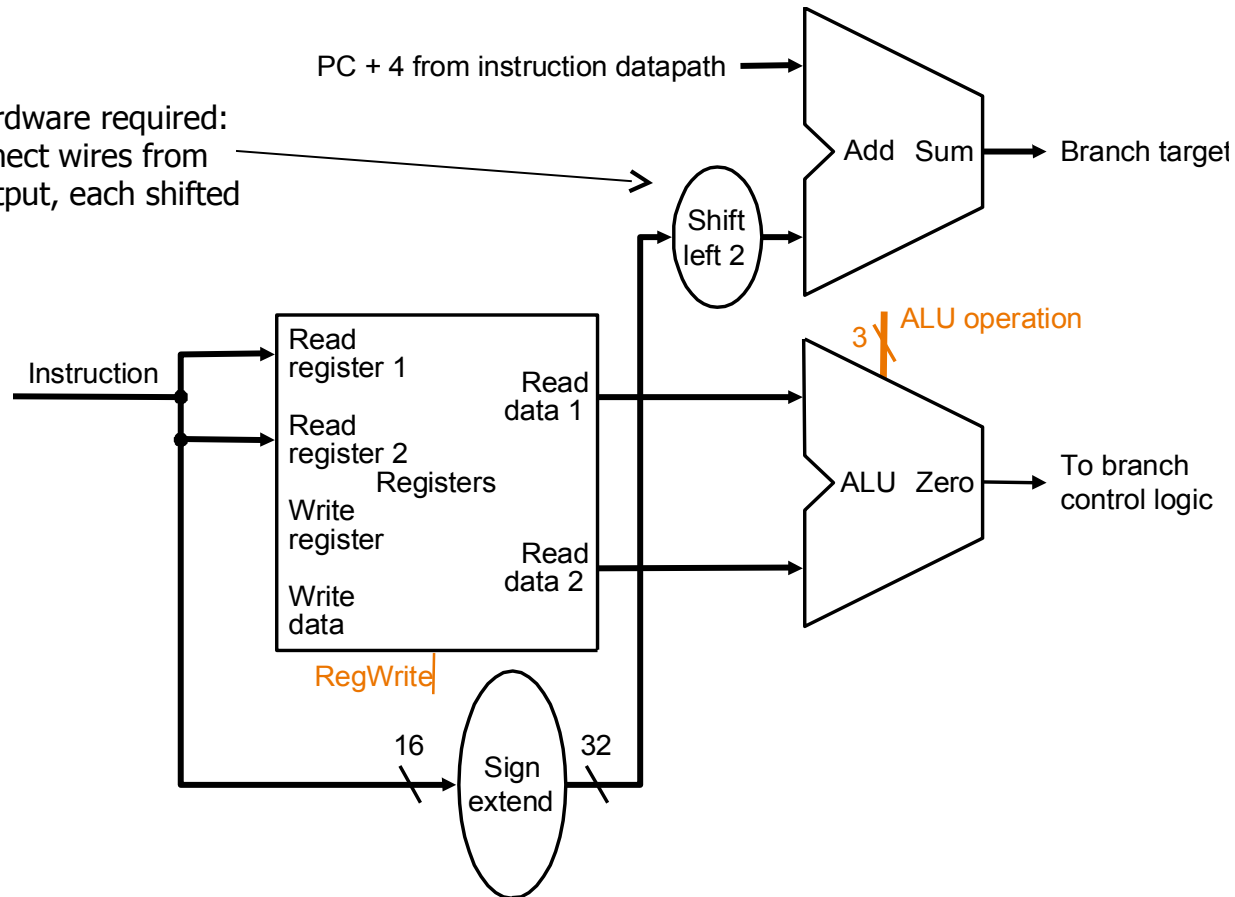 PC + 4 from instruction datapath
rdware required:
nect wires from
tput, each shifted
Add Sum
Branch target
Shift
left 2
ALU operation
3
Instruction
Read
register 1
Read
data 1
Read
register 2
Registers
Write
register
Read
data 2
Write
data
ALU Zero
To branch
control logic
RegWrite
16
32
Sign
extend